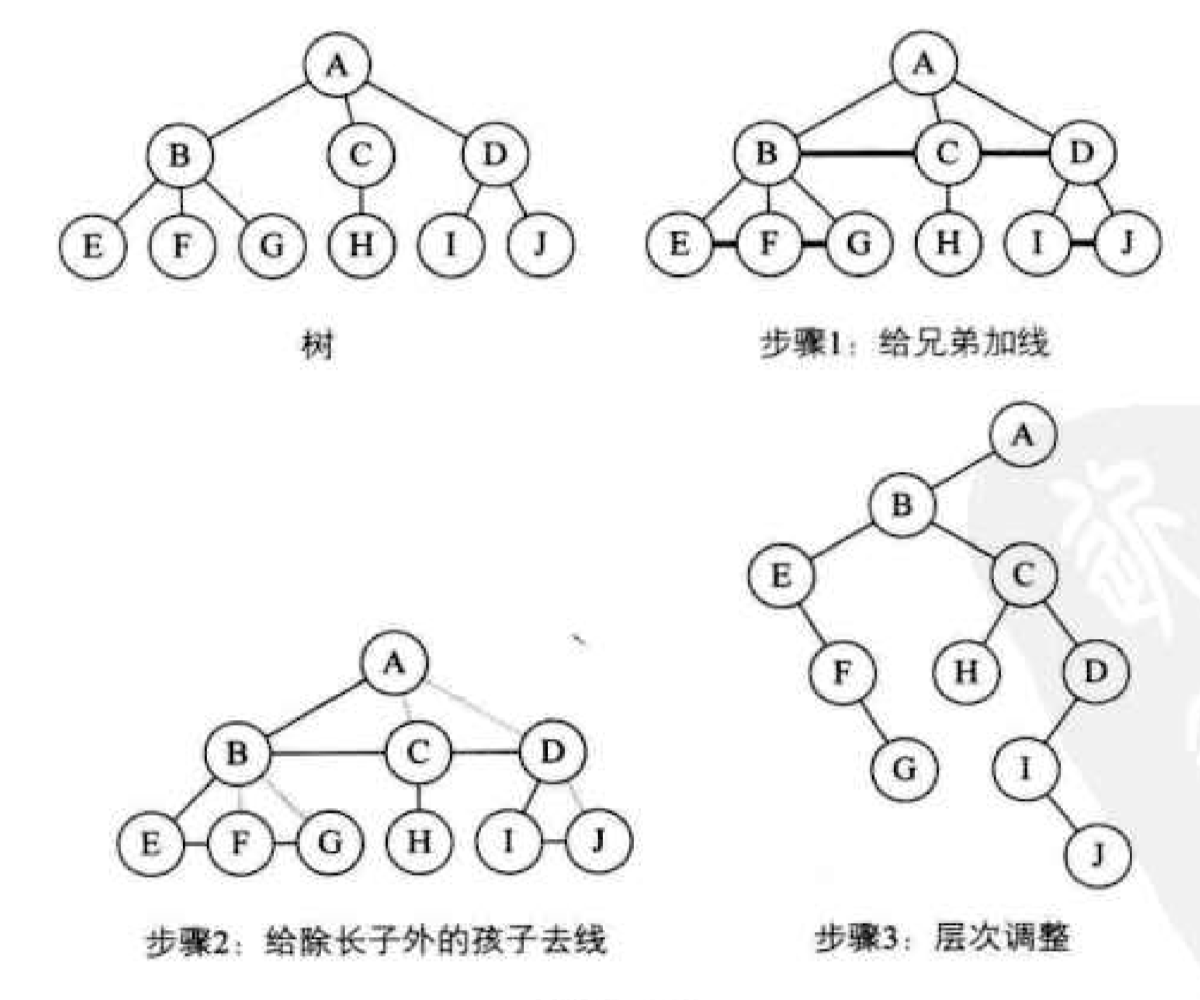 A
B C D
E F G H I J
树
A
B C D
E F G H I J
步骤1：给兄弟加线
A
B C D
E F G H I J
步骤2：给除长子外的孩子去线
A
B
E C
F H D
G I
J
步骤3：层次调整